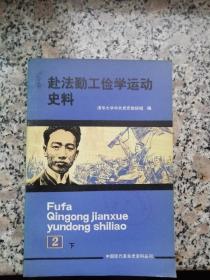 赴法勤工俭学运动
史料
清华大学中共党史教研组 编
Fufa
Qingong jianxue
yundong shiliao
2 下
中国现代革命史资料丛刊